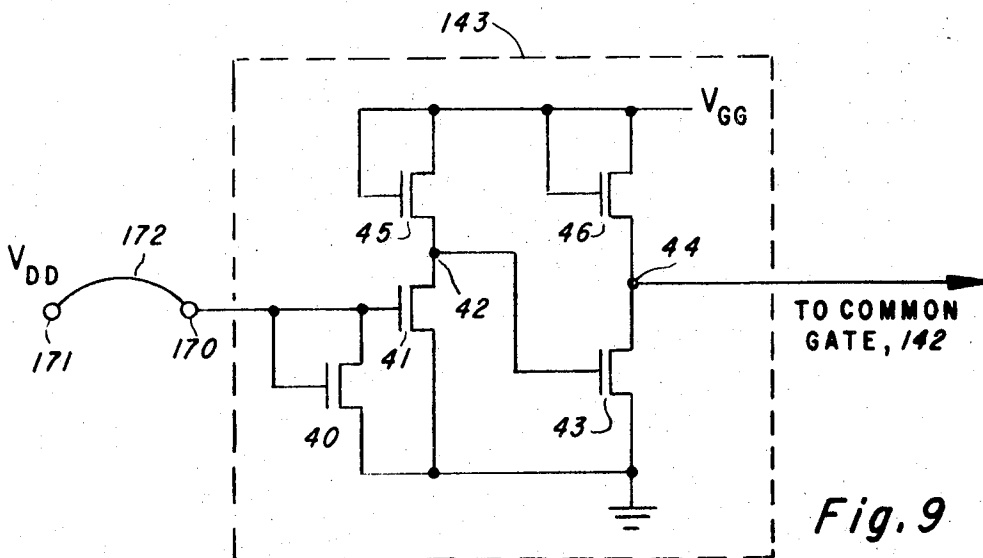 143
V_GG
45
46
172
V_DD
42
44
171
170
41
TO COMMON
GATE, 142
40
43
Fig. 9